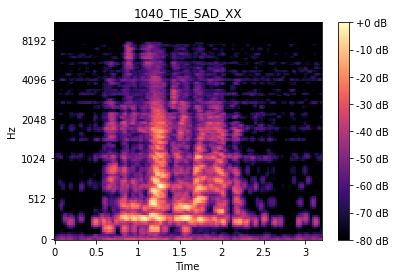 1040_TIE_SAD_XX
Hz
8192
4096
2048
1024
512
0
0
0.5
1
1.5
2
2.5
3
Time
+0 dB
-10 dB
-20 dB
-30 dB
-40 dB
-50 dB
-60 dB
-70 dB
-80 dB